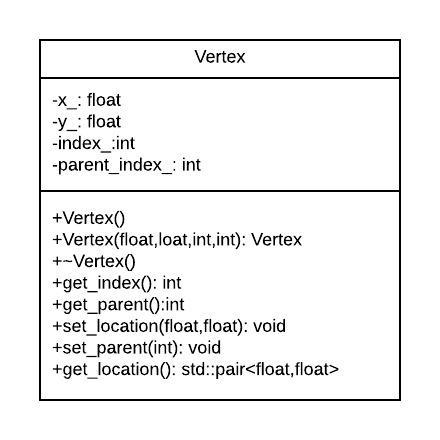 Vertex
-x_: float
-y_: float
-index_:int
-parent_index_: int
+Vertex()
+Vertex(float,loat,int,int): Vertex
+~Vertex()
+get_index(): int
+get_parent():int
+set_location(float,float): void
+set_parent(int): void
+get_location(): std::pair<float,float>